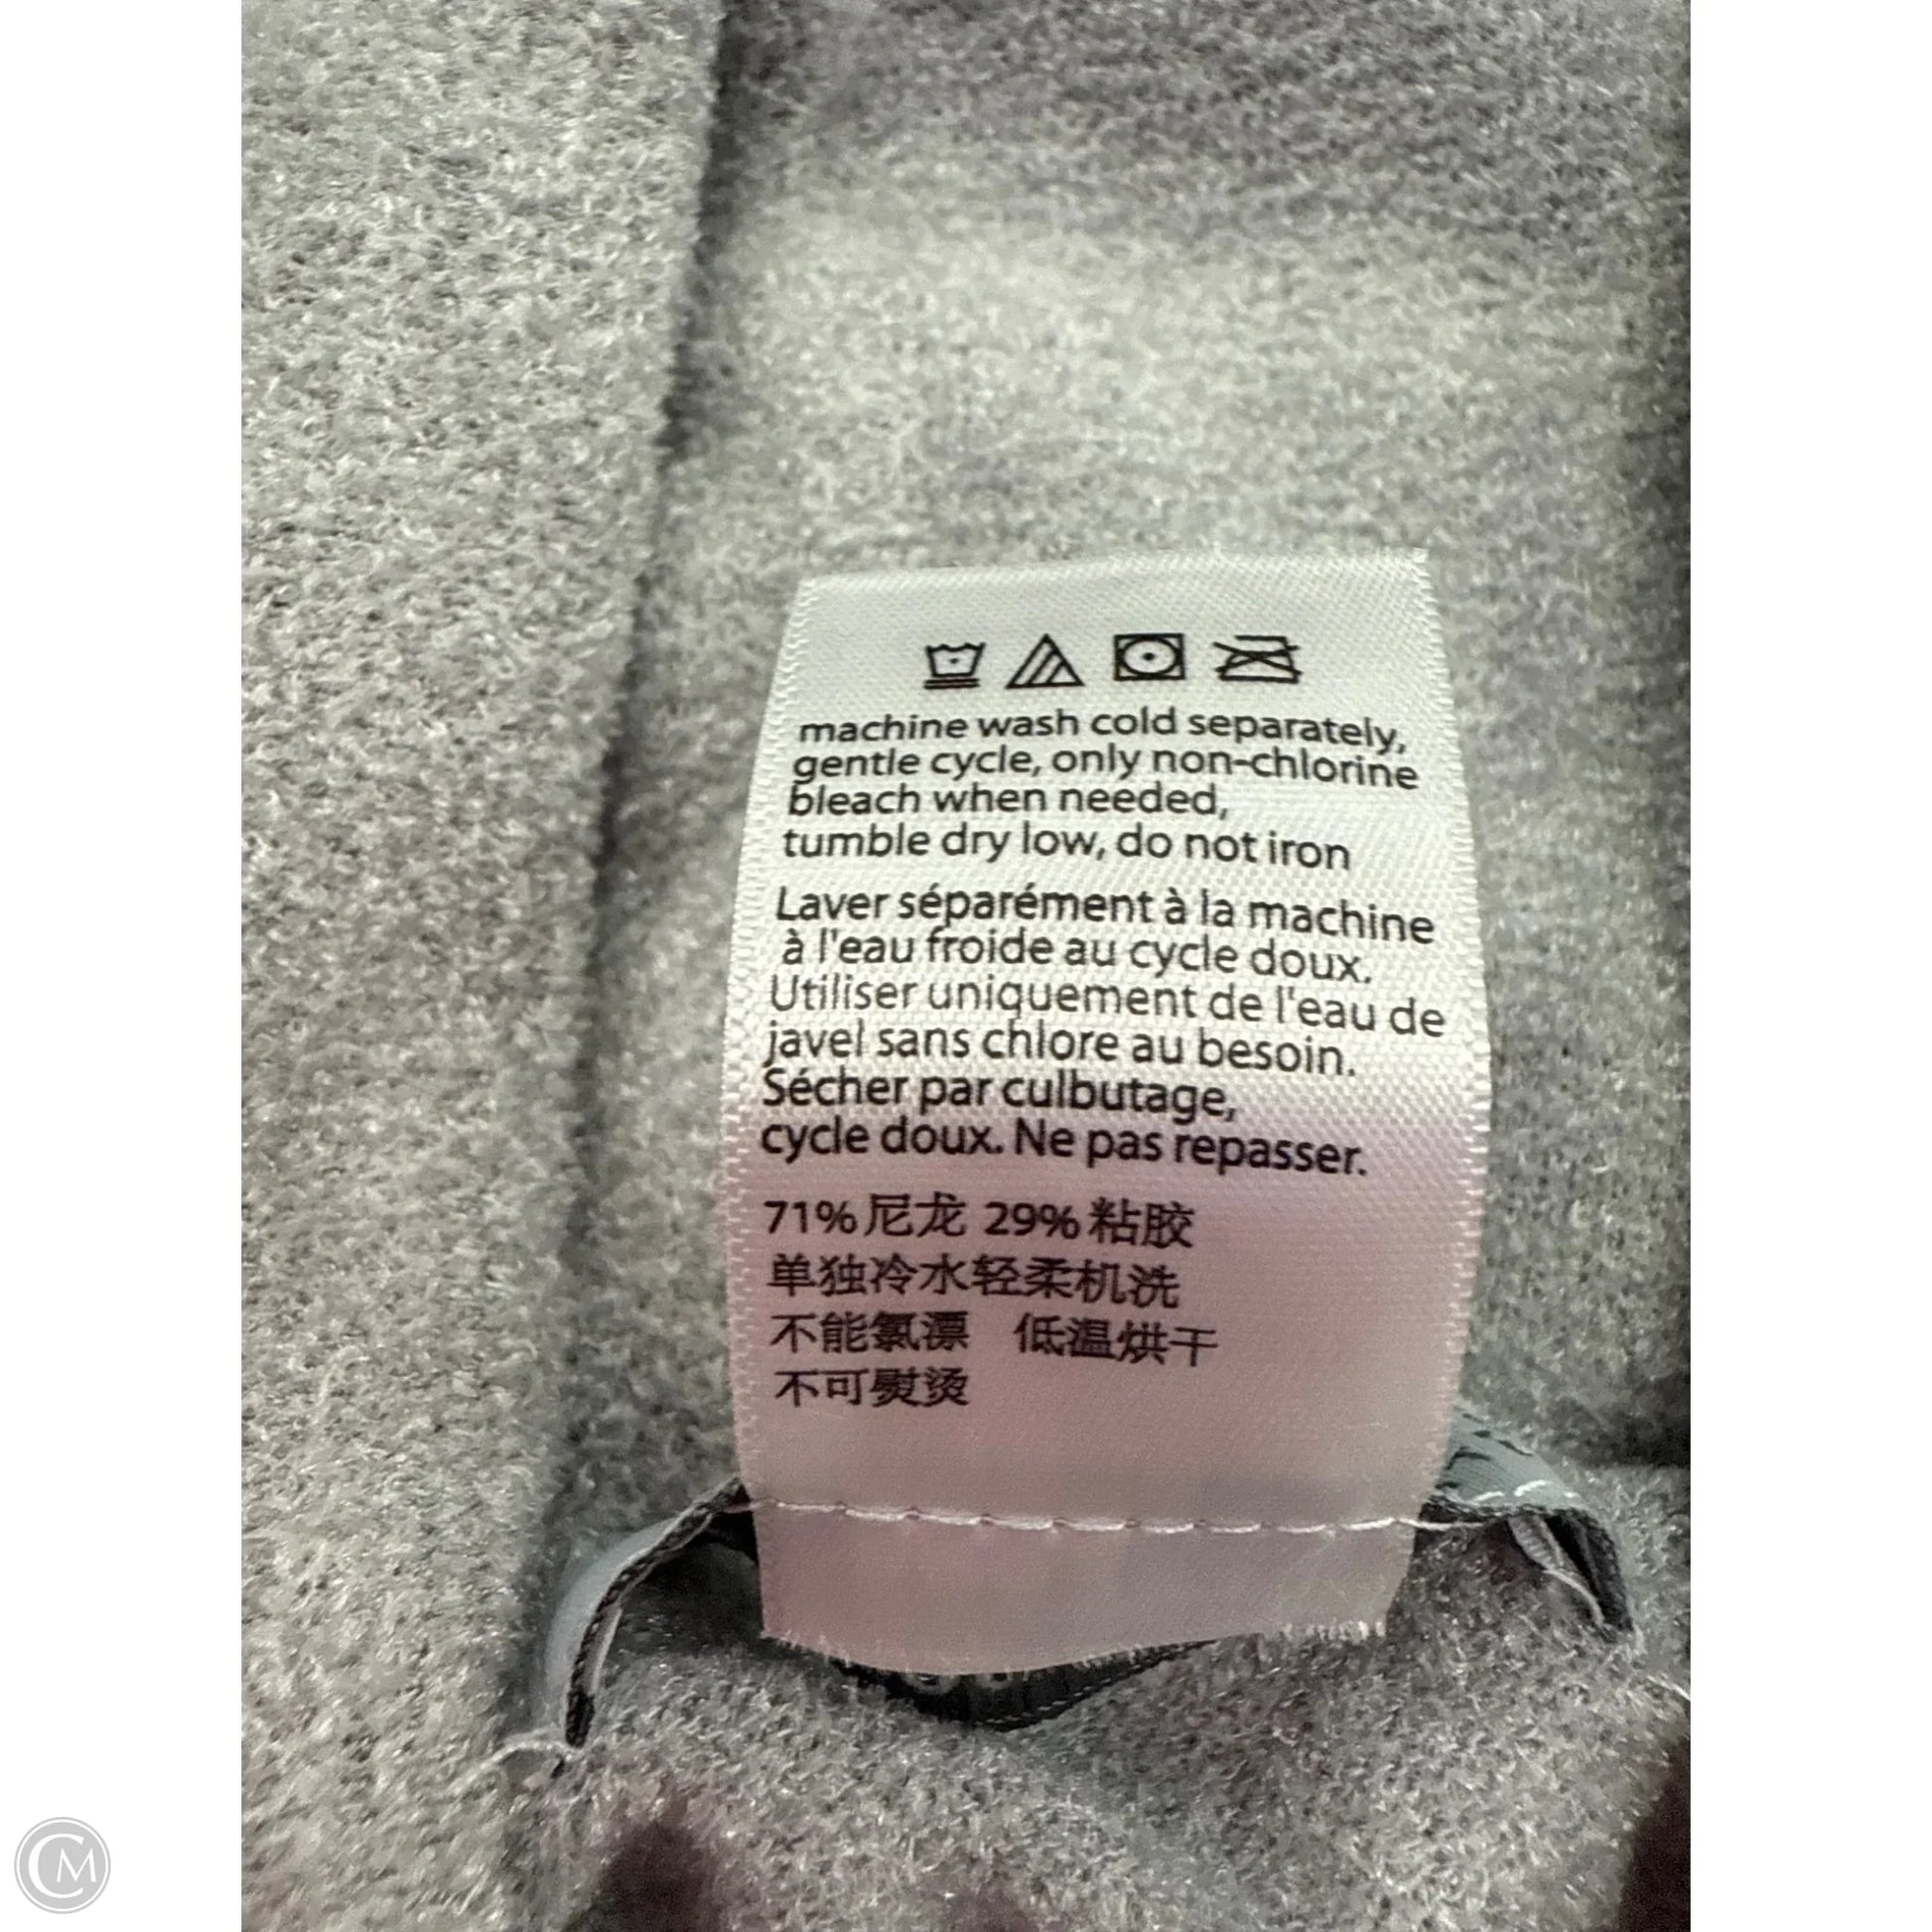 machine wash cold separately,
gentle cycle, only non-chlorine
bleach when needed,
tumble dry low, do not iron
Laver séparément à la machine
à l'eau froide au cycle doux.
Utiliser uniquement de l'eau de
javel sans chlore au besoin.
Sécher par culbutage,
cycle doux. Ne pas repasser.
71%尼龙 29%粘胶
单独冷水轻柔机洗
不能氯漂 低温烘干
不可熨烫
CM